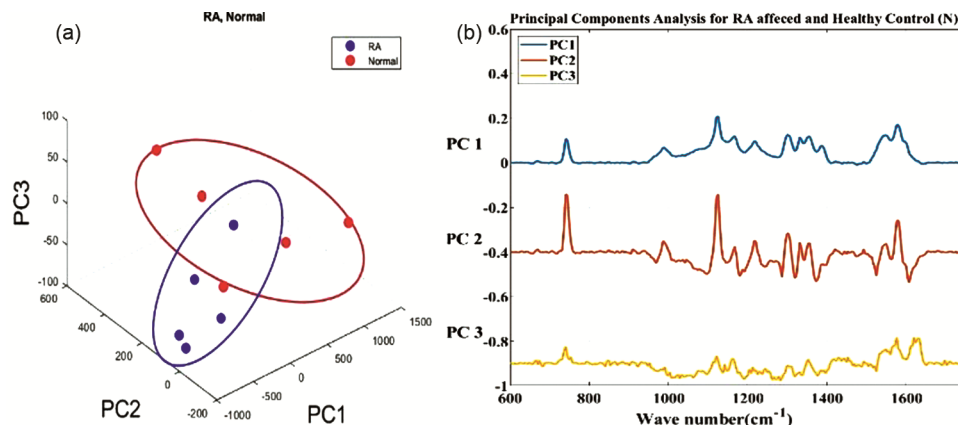 RA, Normal
(a)
RA
Normal
PC3
100
50
0
-50
-100
600
400
200
0
-200
PC2
-1000
-500
0
500
1000
1500
PC1
Principal Components Analysis for RA affeced and Healthy Control (N)
(b)
PC1
PC2
PC3
0.6
0.4
0.2
0
-0.2
-0.4
-0.6
-0.8
-1
PC 1
PC 2
PC 3
600
800
1000
1200
1400
1600
Wave number(cm⁻¹)